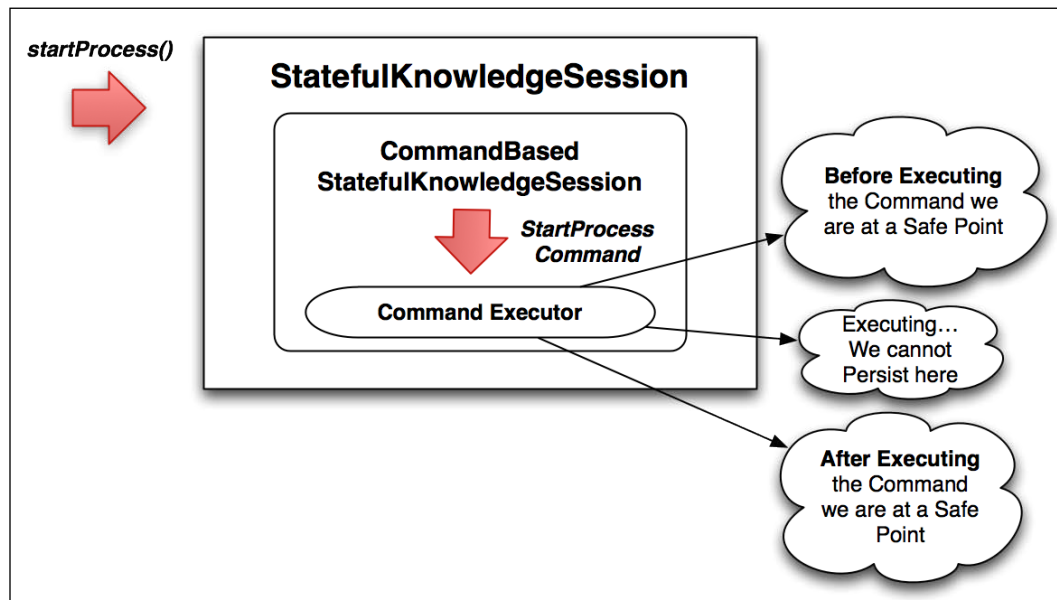 startProcess()
StatefulKnowledgeSession
CommandBased
StatefulKnowledgeSession
StartProcess
Command
Command Executor
Before Executing
the Command we
are at a Safe Point
Executing...
We cannot
Persist here
After Executing
the Command
we are at a Safe
Point